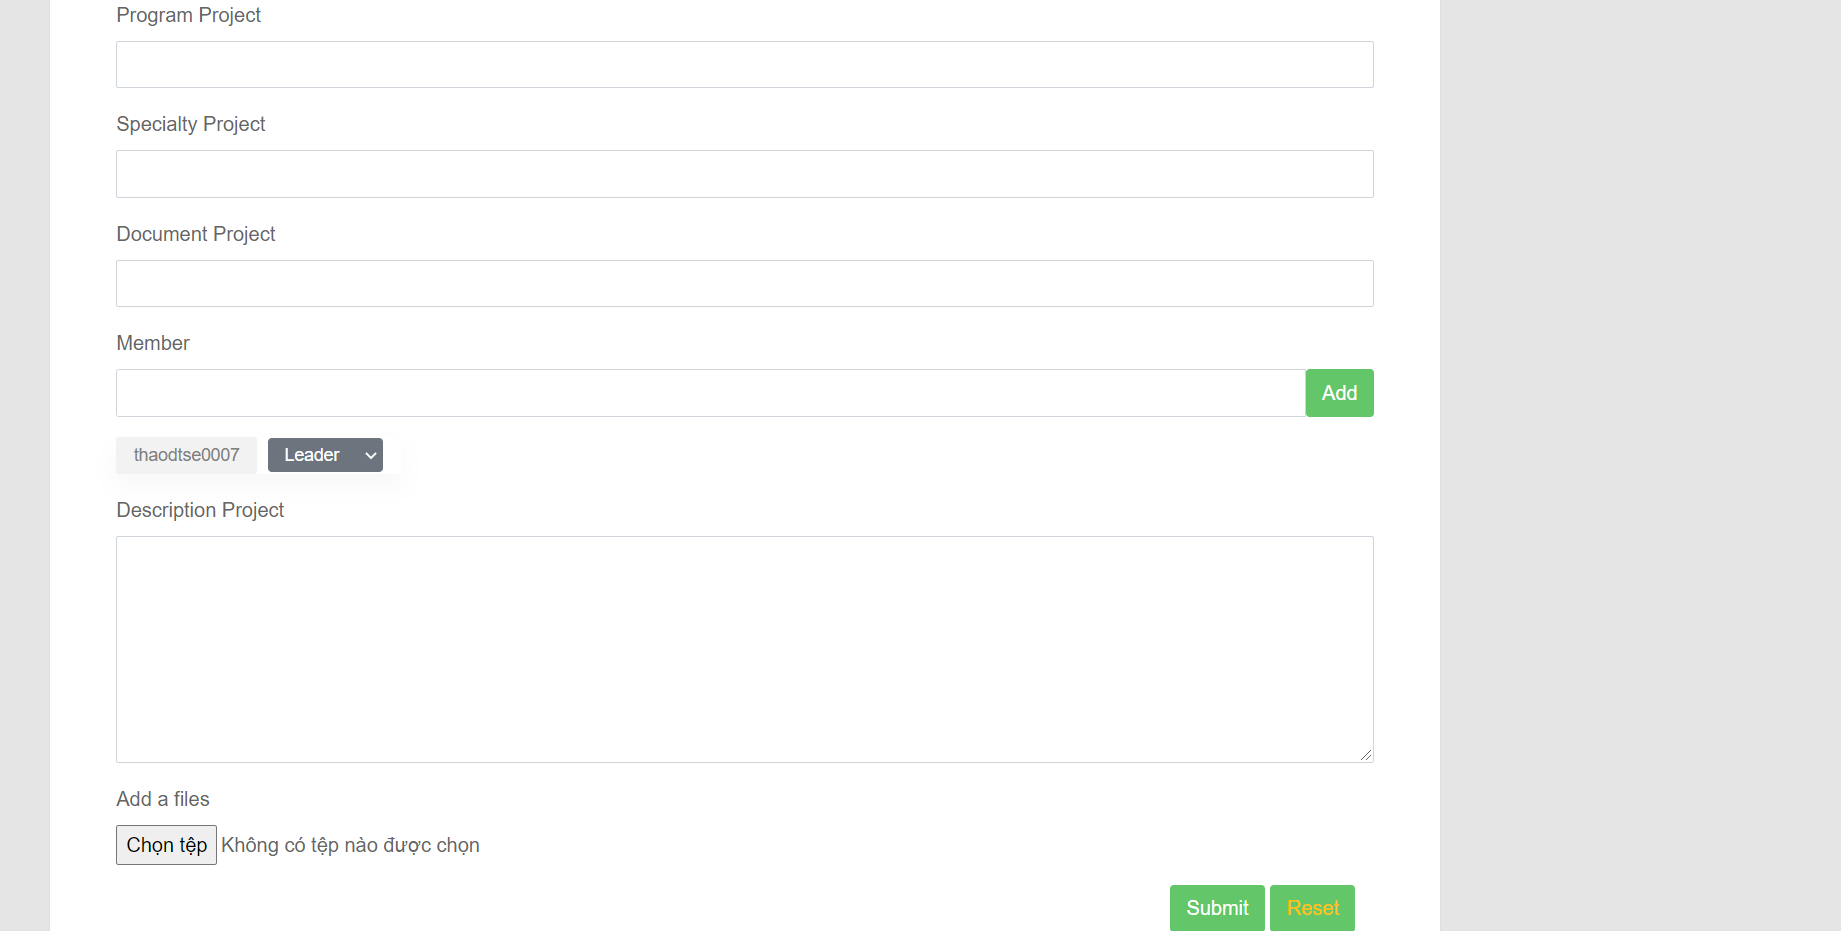 Program Project
Specialty Project
Document Project
Member
Add
thaodtse0007 Leader
Description Project
Add a files
Chọn tệp Không có tệp nào được chọn
Submit Reset